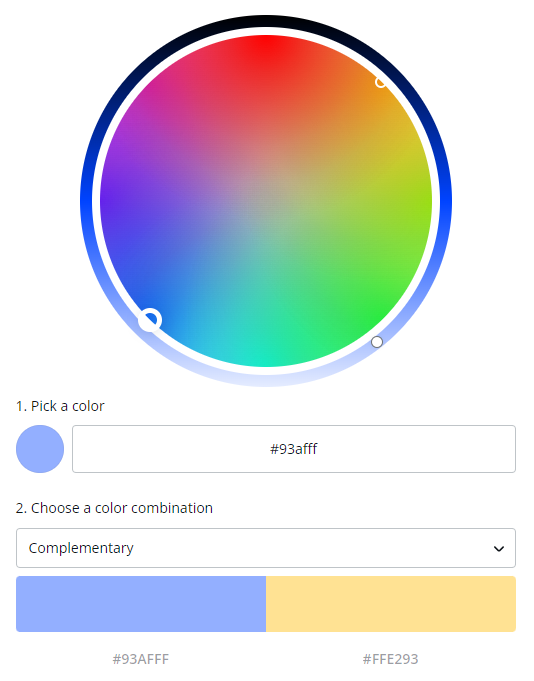 1. Pick a color
#93afff
2. Choose a color combination
Complementary
#93AFFF #FFE293